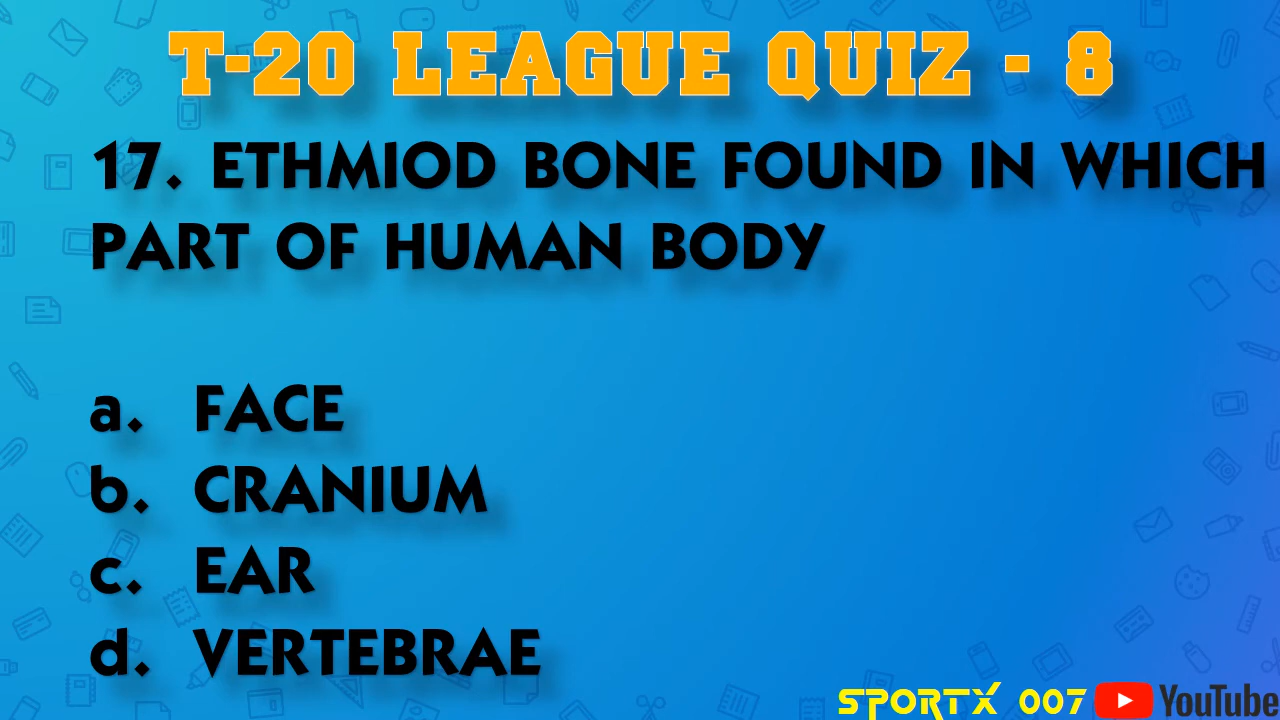 T-20 LEAGUE QUIZ - 8
17. ETHMIOD BONE FOUND IN WHICH
PART OF HUMAN BODY
a. FACE
b. CRANIUM
c. EAR
d. VERTEBRAE
SPORTX 007 YouTube